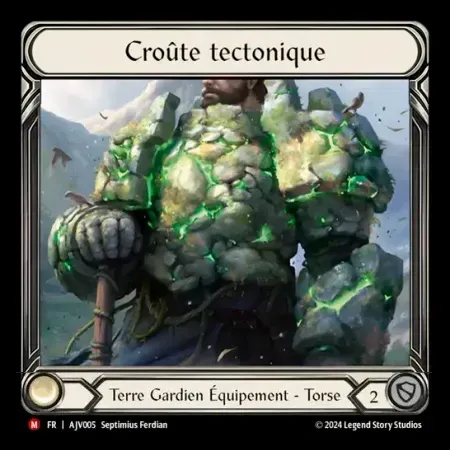 Croûte tectonique
Terre Gardien Équipement - Torse 2
M FR | AJV005 Septimius Ferdian © 2024 Legend Story Studios